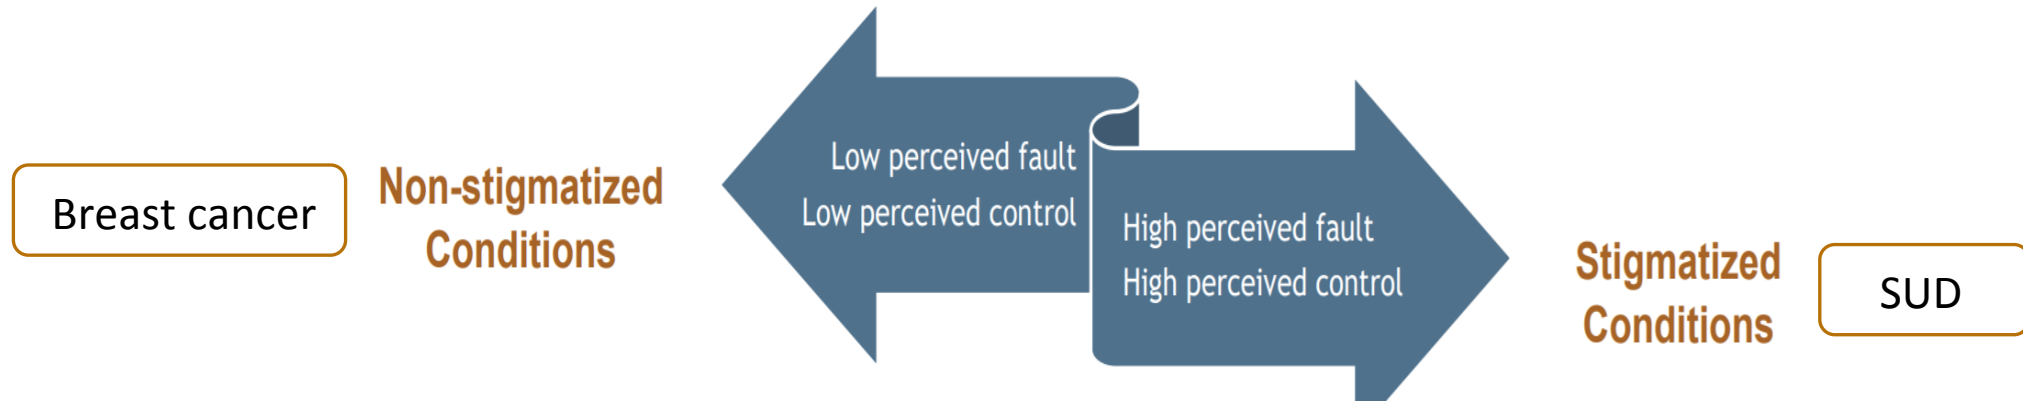 Breast cancer
Non-stigmatized
Conditions
Low perceived fault
Low perceived control
High perceived fault
High perceived control
Stigmatized
Conditions
SUD